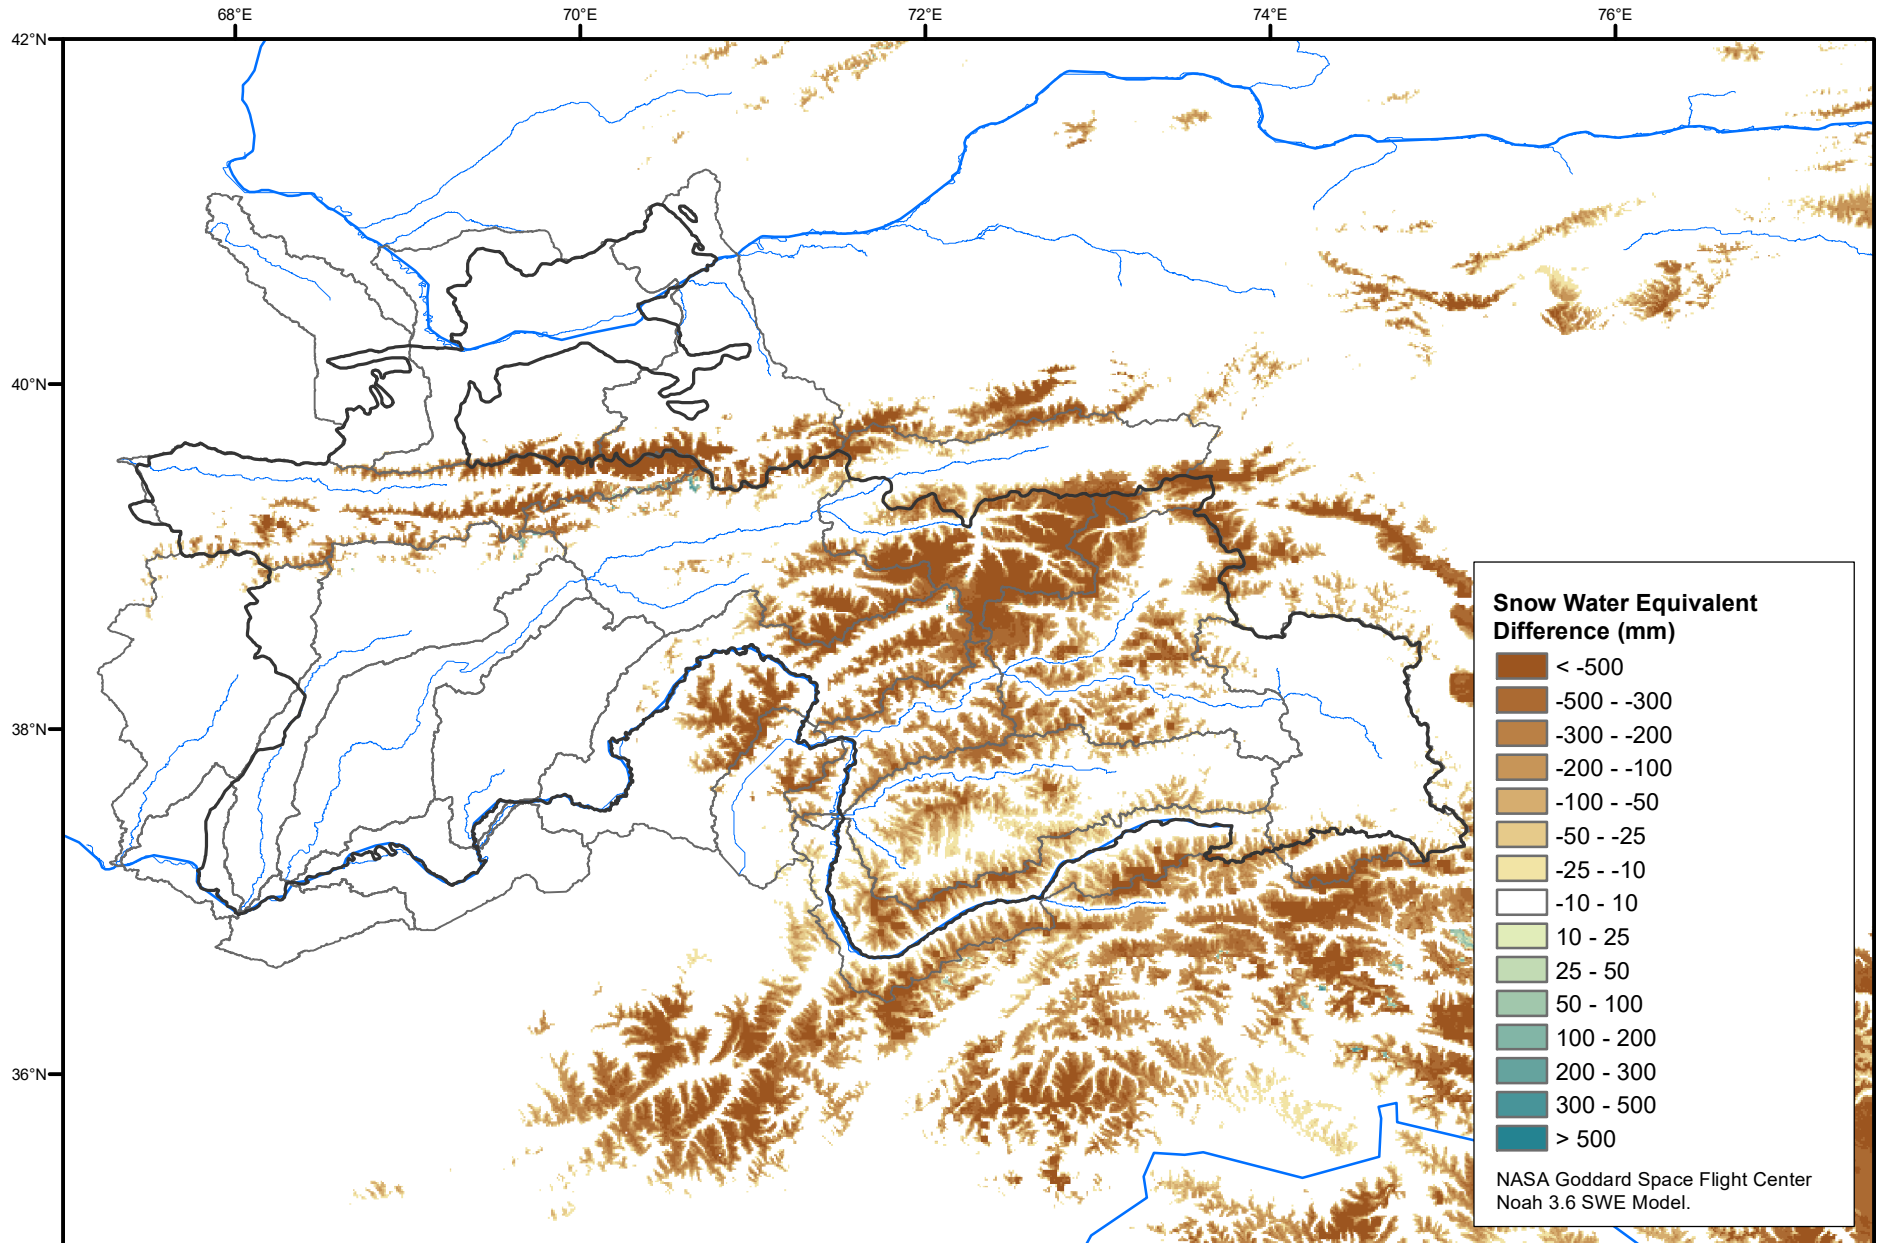 68°E 70°E 72°E 74°E 76°E
42°N
40°N
38°N
36°N
Snow Water Equivalent
Difference (mm)
< -500
-500 - -300
-300 - -200
-200 - -100
-100 - -50
-50 - -25
-25 - -10
-10 - 10
10 - 25
25 - 50
50 - 100
100 - 200
200 - 300
300 - 500
> 500
NASA Goddard Space Flight Center
Noah 3.6 SWE Model.